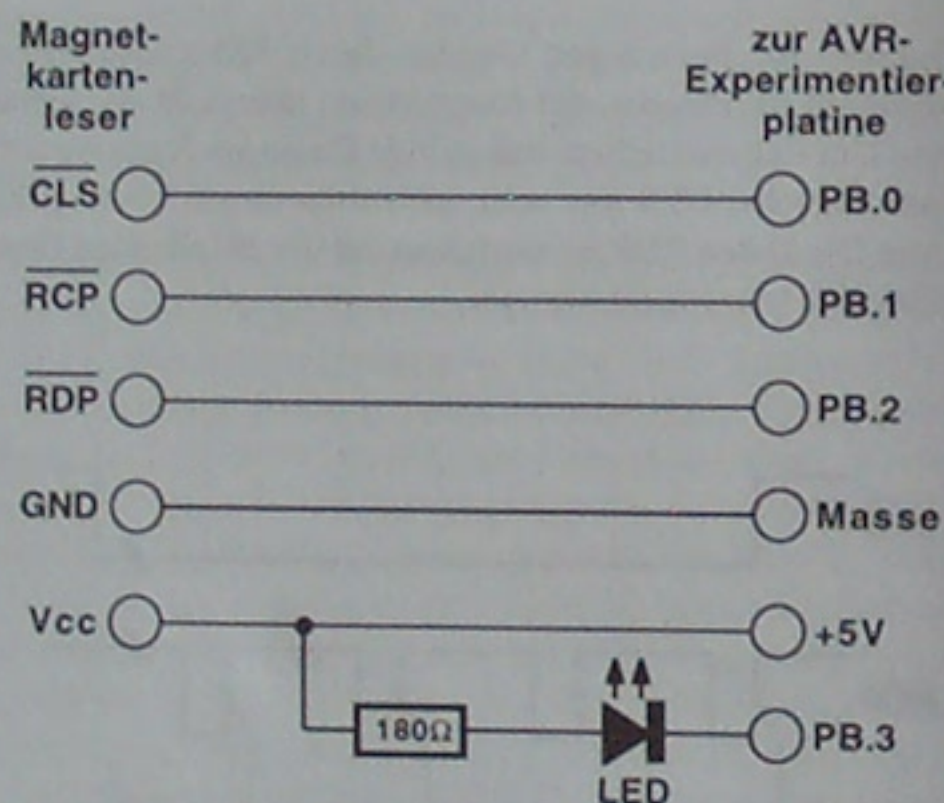 Magnet-
karten-
leser
zur AVR-
Experimentier-
platine
CLS PB.0
RCP PB.1
RDP PB.2
GND Masse
Vcc +5V
180Ω PB.3
LED